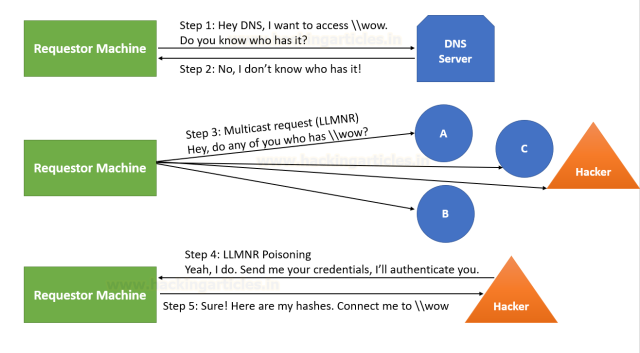 Step 1: Hey DNS, I want to access \\wow.
Do you know who has it?
Requestor Machine
DNS
Server
Step 2: No, I don't know who has it!
www.hackingarticles.in
Step 3: Multicast request (LLMNR)
Hey, do any of you who has \\wow?
A
C
Requestor Machine
www.hackingarticles.in
Hacker
B
Step 4: LLMNR Poisoning
Yeah, I do. Send me your credentials, I'll authenticate you.
www.hackingarticles.in
Requestor Machine
Hacker
Step 5: Sure! Here are my hashes. Connect me to \\wow